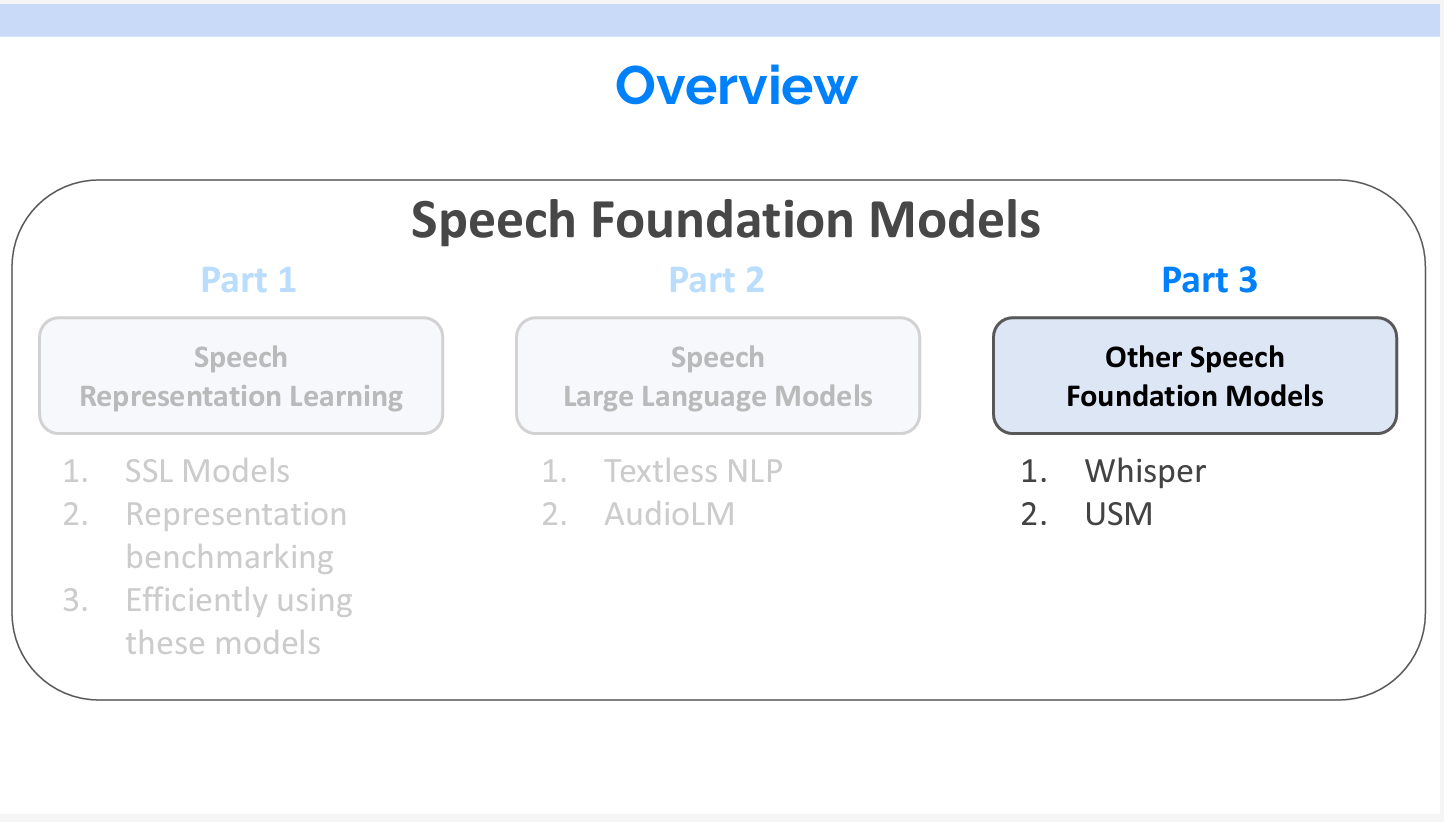 Overview
Speech Foundation Models
Part 1
Speech
Representation Learning
1. SSL Models
2. Representation
benchmarking
3. Efficiently using
these models
Part 2
Speech
Large Language Models
1. Textless NLP
2. AudioLM
Part 3
Other Speech
Foundation Models
1. Whisper
2. USM